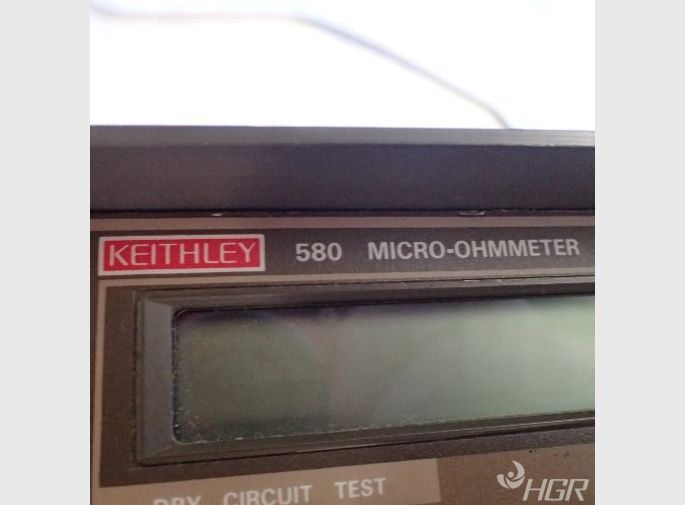 KEITHLEY 580 MICRO-OHMMETER
DRY CIRCUIT TEST
HGR